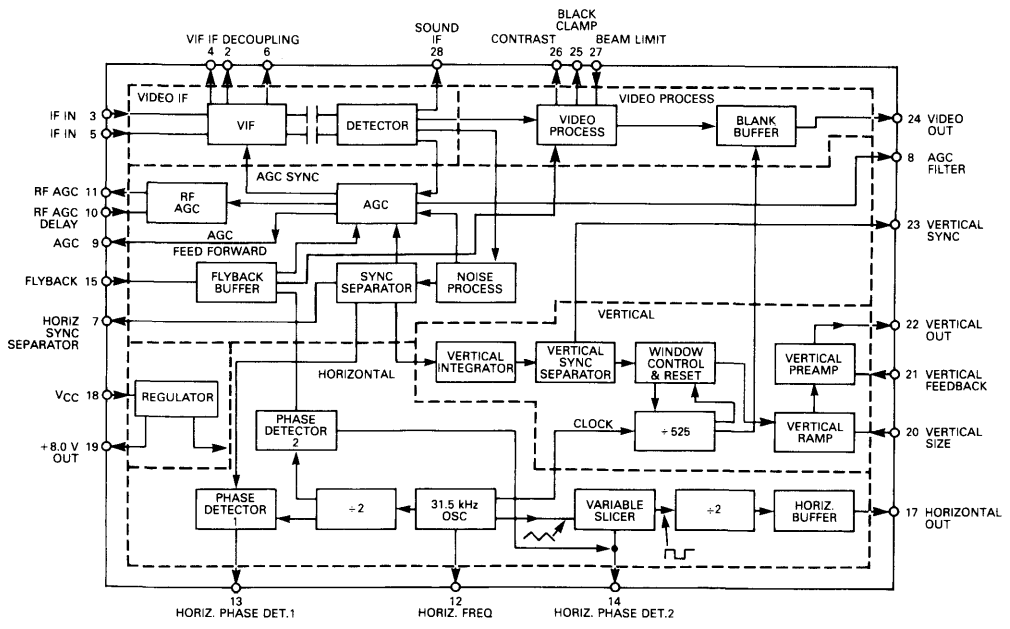 BLACK
CLAMP
VIF IF DECOUPLING
SOUND
IF
CONTRAST
BEAM LIMIT
4 2 6
28
26 25 27
VIDEO IF
VIDEO PROCESS
IF IN 3
IF IN 5
VIF
DETECTOR
VIDEO
PROCESS
BLANK
BUFFER
24 VIDEO
OUT
8 AGC
FILTER
AGC SYNC
RF AGC 11
RF AGC 10
DELAY
RF
AGC
AGC
AGC 9
AGC
FEED FORWARD
23 VERTICAL
SYNC
FLYBACK 15
FLYBACK
BUFFER
SYNC
SEPARATOR
NOISE
PROCESS
HORIZ 7
SYNC
SEPARATOR
VERTICAL
22 VERTICAL
OUT
HORIZONTAL
VERTICAL
INTEGRATOR
VERTICAL
SYNC
SEPARATOR
WINDOW
CONTROL
& RESET
VERTICAL
PREAMP
21 VERTICAL
FEEDBACK
VCC 18
REGULATOR
+8.0 V 19
OUT
PHASE
DETECTOR
2
CLOCK
÷525
VERTICAL
RAMP
20 VERTICAL
SIZE
PHASE
DETECTOR
1
÷2
31.5 kHz
OSC
VARIABLE
SLICER
÷2
HORIZ.
BUFFER
17 HORIZONTAL
OUT
13
HORIZ. PHASE DET.1
12
HORIZ. FREQ
14
HORIZ. PHASE DET.2